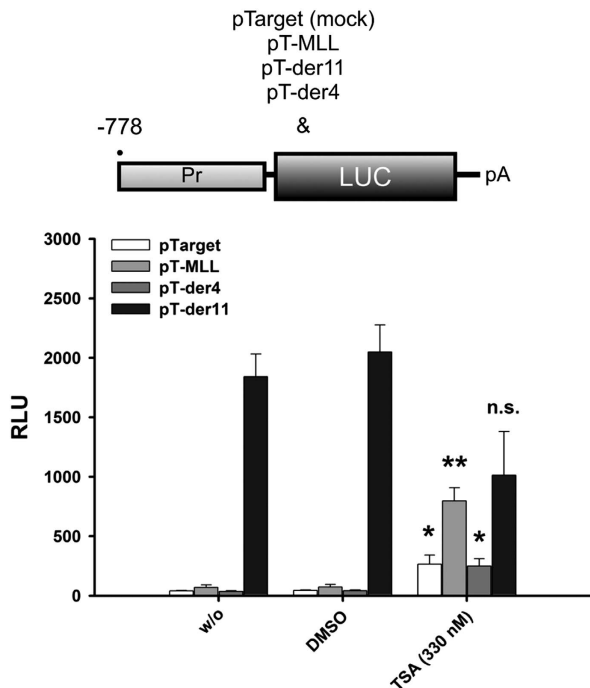 pTarget (mock)
pT-MLL
pT-der11
pT-der4
-778
&
Pr
LUC
pA
3000
2500
2000
1500
1000
500
0
RLU
pTarget
pT-MLL
pT-der4
pT-der11
*
**
*
n.s.
w/o
DMSO
TSA (330 nM)